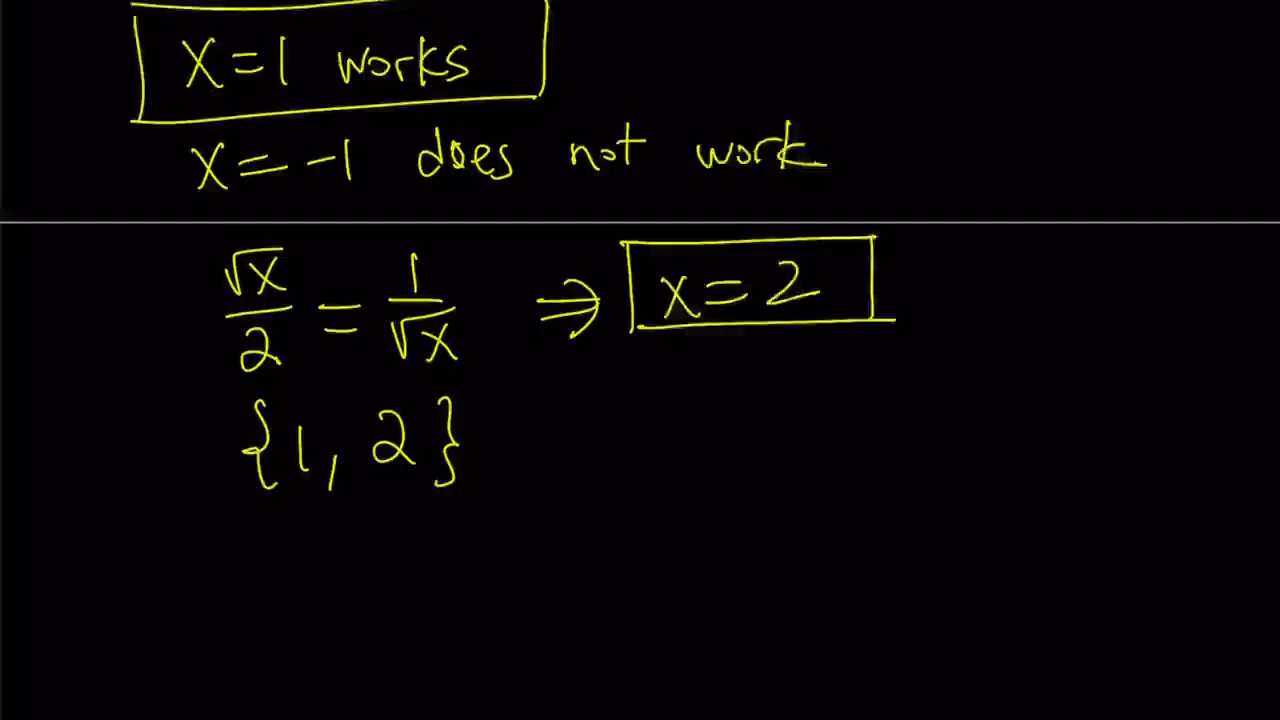 x=1 works
x=-1 does not work
√x/2 = 1/√x ⇒ x=2
{1, 2}